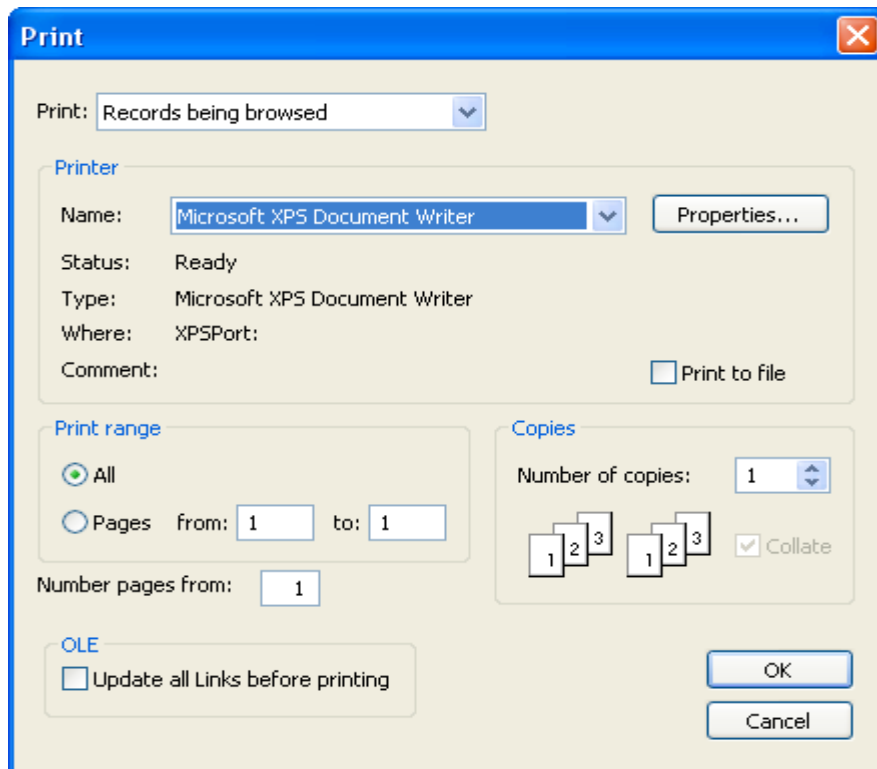 Print
Print: Records being browsed
Printer
Name: Microsoft XPS Document Writer Properties...
Status: Ready
Type: Microsoft XPS Document Writer
Where: XPSPort:
Comment: Print to file
Print range
All
Pages from: 1 to: 1
Copies
Number of copies: 1
1 2 3 1 2 3 Collate
Number pages from: 1
OLE
Update all Links before printing
OK
Cancel